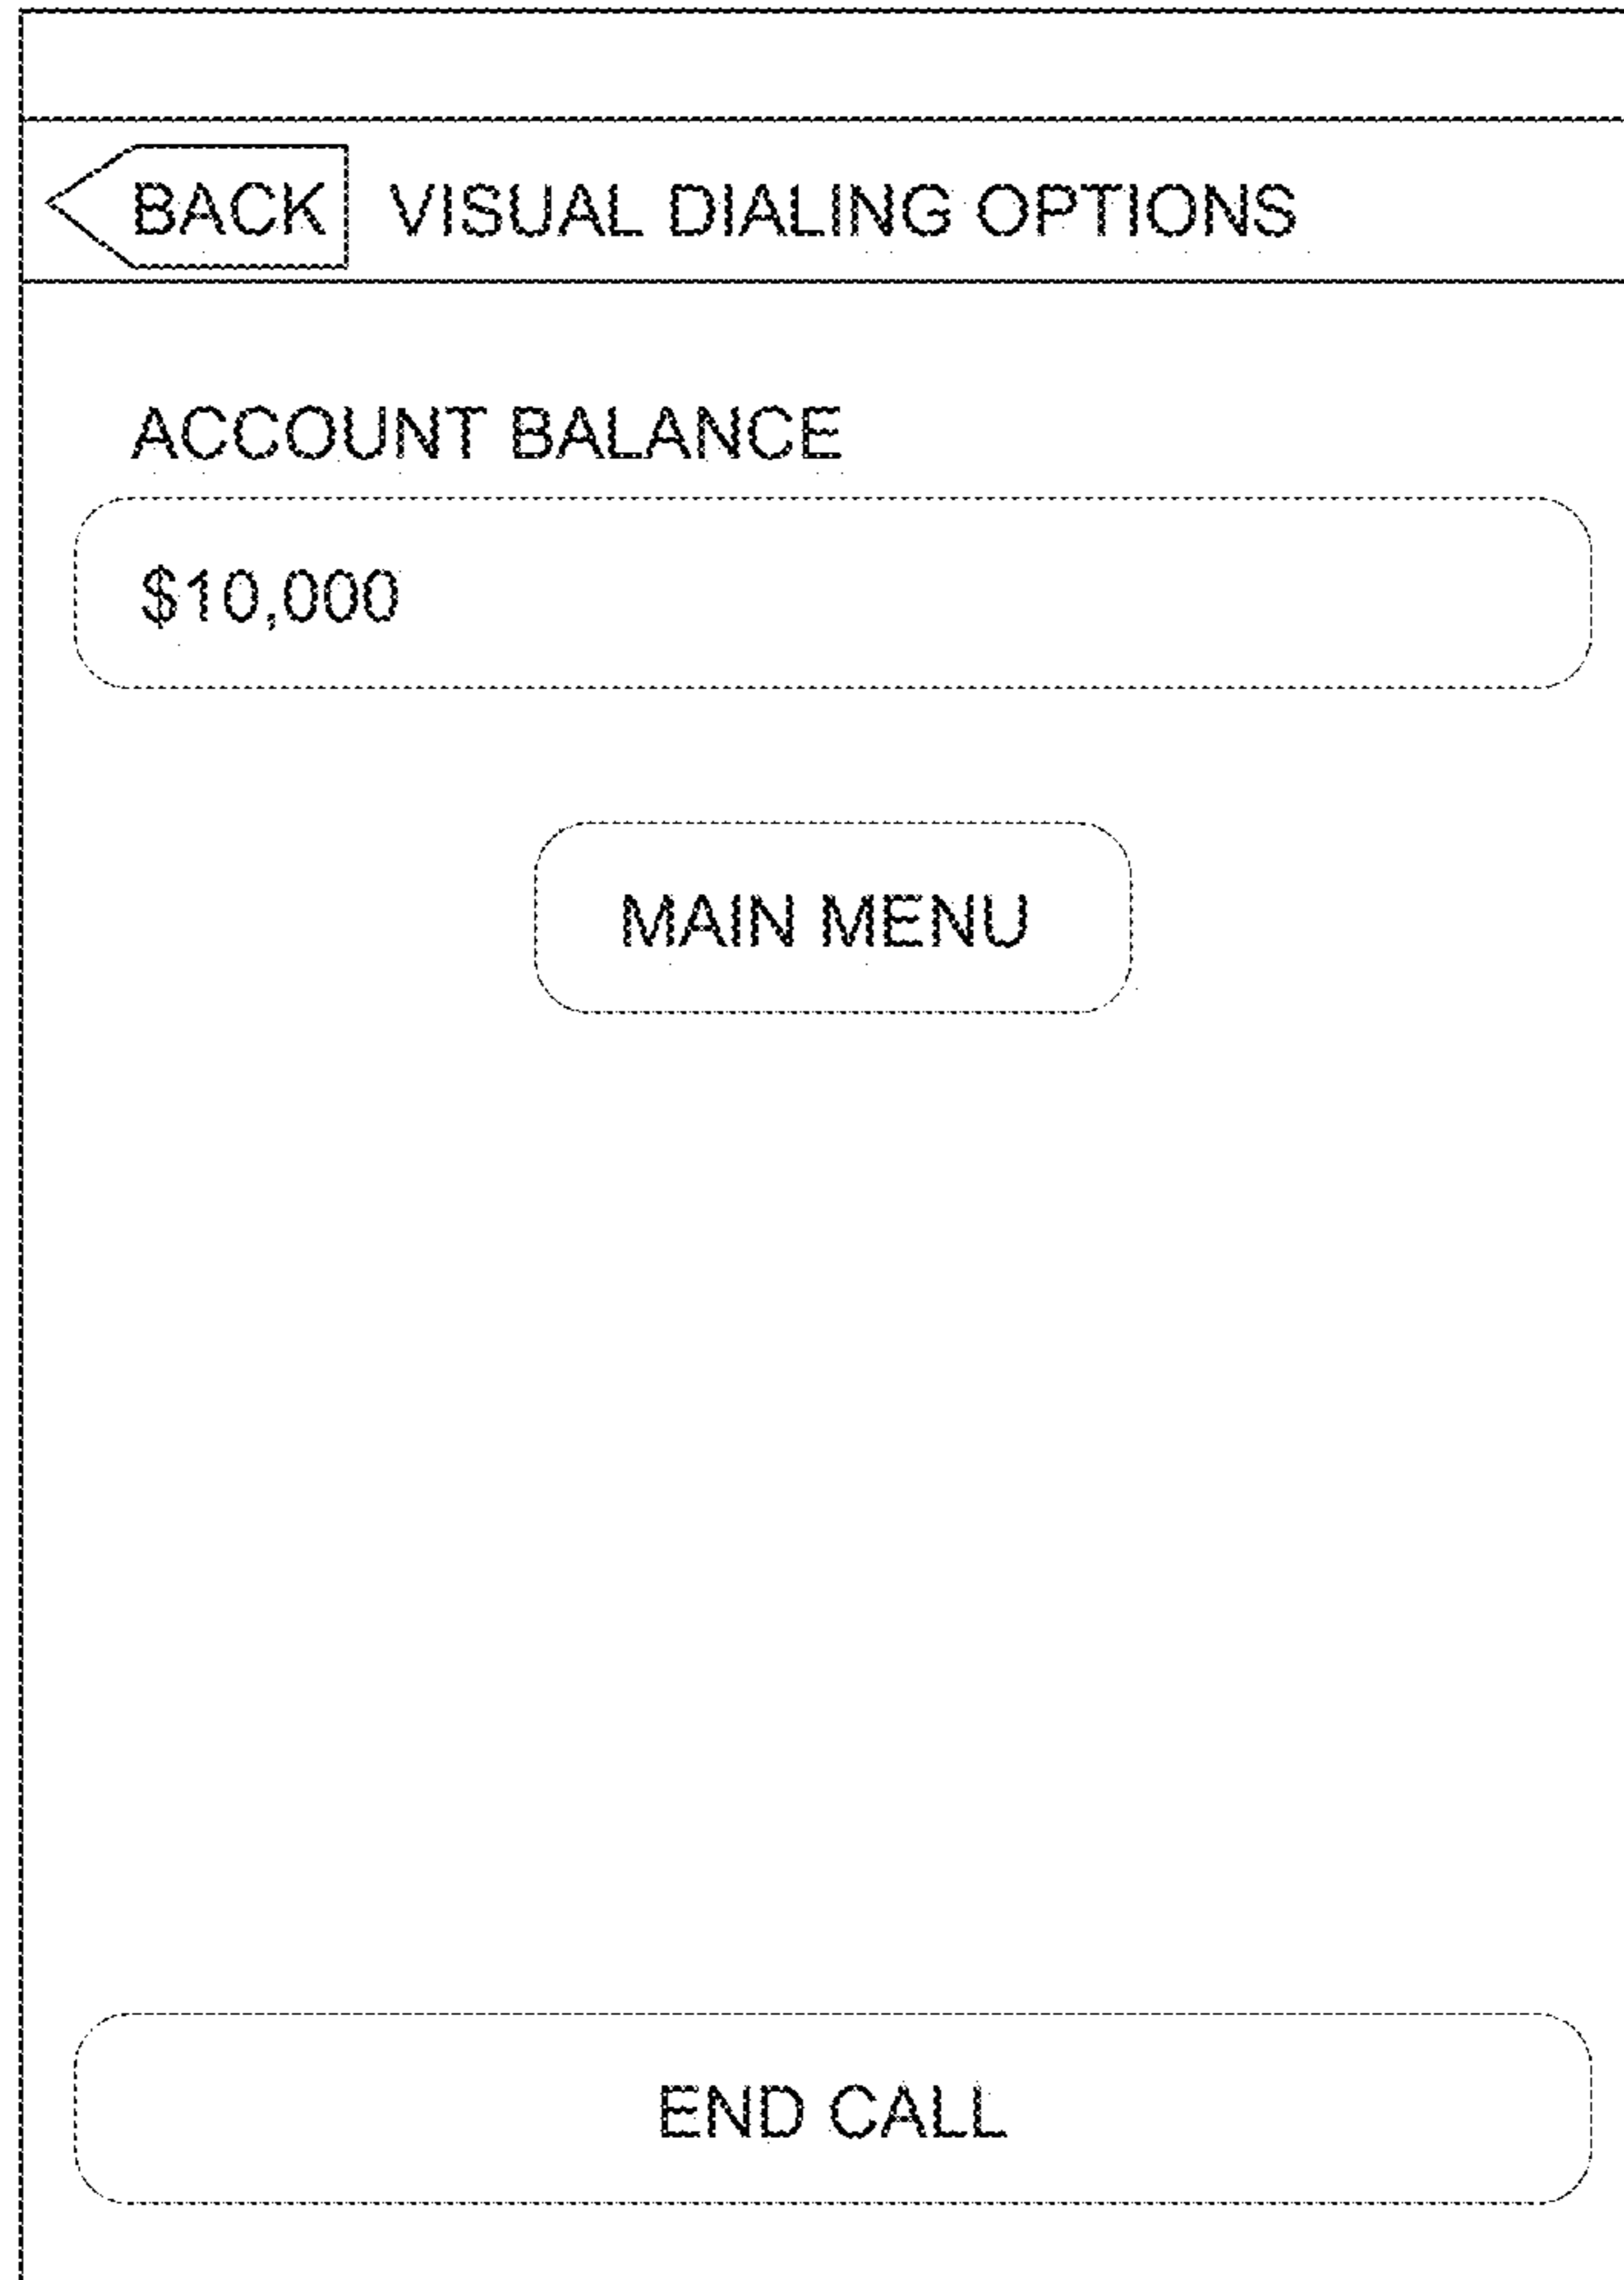 BACK VISUAL DIALING OPTIONS
ACCOUNT BALANCE
$10,000
MAIN MENU
END CALL